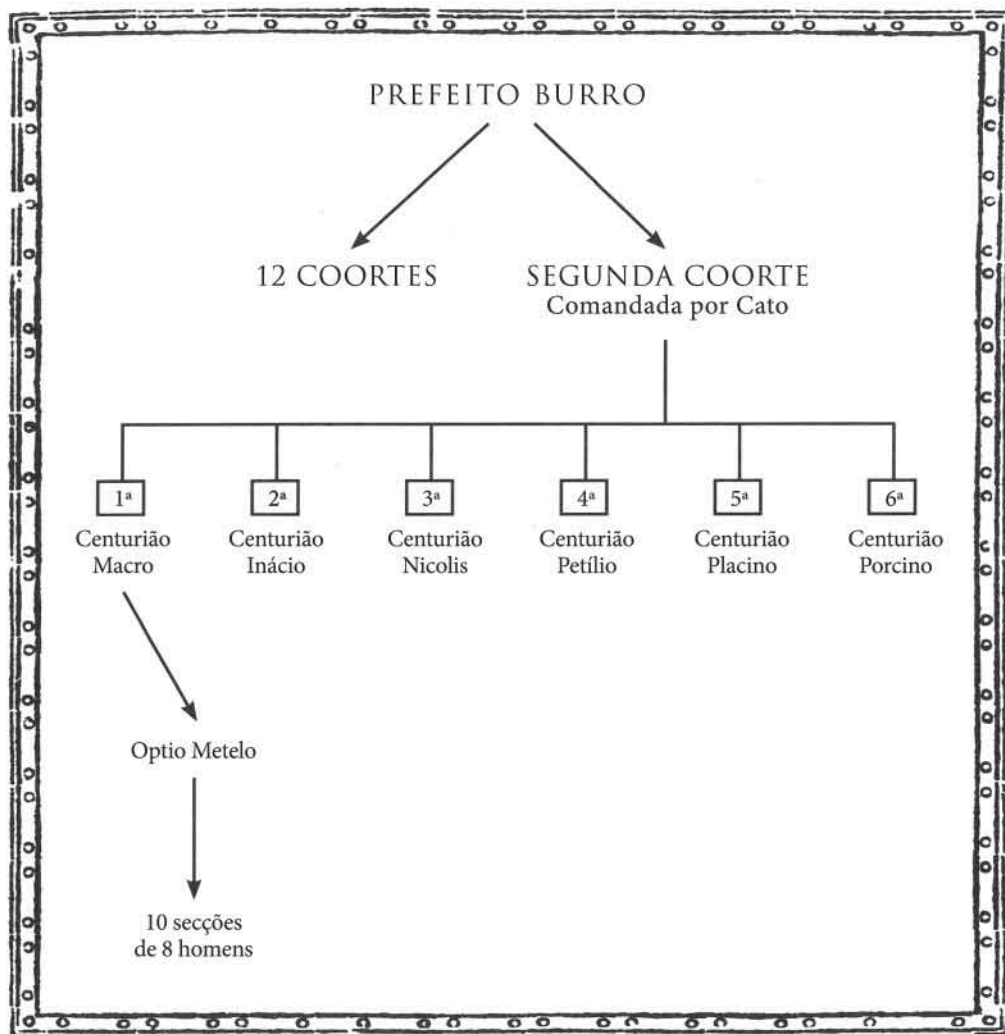 PREFEITO BURRO
12 COORTES
SEGUNDA COORTE
Comandada por Cato
1ª
2ª
3ª
4ª
5ª
6ª
Centurião
Macro
Centurião
Inácio
Centurião
Nicolis
Centurião
Petílio
Centurião
Placino
Centurião
Porcino
Optio Metelo
10 secções
de 8 homens